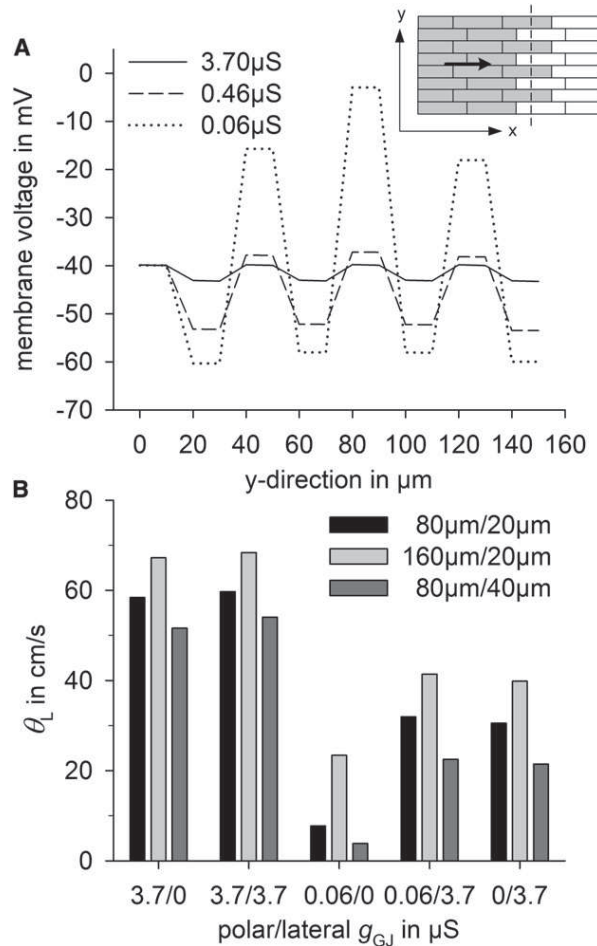 A
3.70µS
0.46µS
0.06µS
y
x
membrane voltage in mV
0
-10
-20
-30
-40
-50
-60
-70
0 20 40 60 80 100 120 140 160
y-direction in µm
B
80µm/20µm
160µm/20µm
80µm/40µm
θL in cm/s
80
60
40
20
0
3.7/0 3.7/3.7 0.06/0 0.06/3.7 0/3.7
polar/lateral gGJ in µS